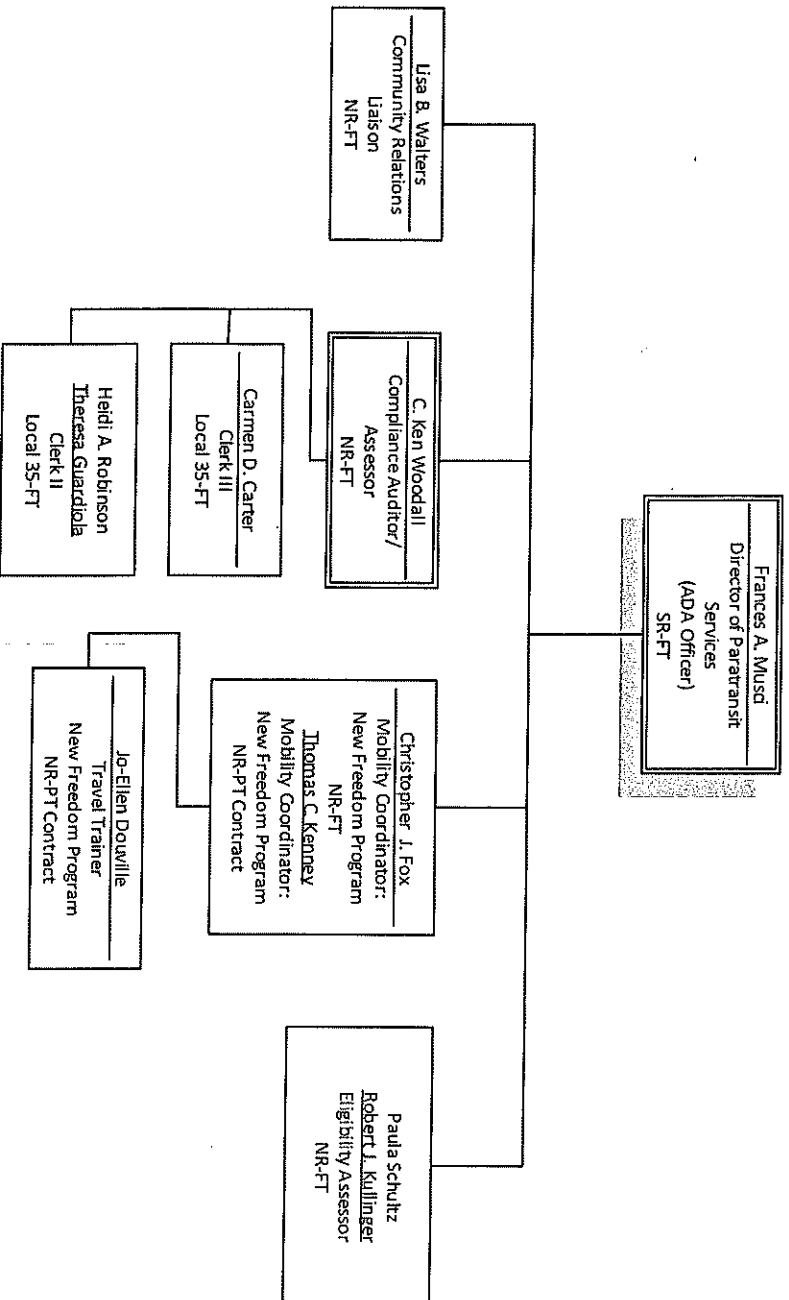 Frances A. Musci
Director of Paratransit
Services
(ADA Officer)
SR-FT
Lisa B. Walters
Community Relations
Liaison
NR-FT
C. Ken Woodall
Compliance Auditor/
Assessor
NR-FT
Carmen D. Carter
Clerk III
Local 35-FT
Heidi A. Robinson
Theresa Guardiola
Clerk II
Local 35-FT
Christopher J. Fox
Mobility Coordinator:
New Freedom Program
NR-FT
Thomas C. Kenney
Mobility Coordinator:
New Freedom Program
NR-PT Contract
Jo-Ellen Douville
Travel Trainer
New Freedom Program
NR-PT Contract
Paula Schultz
Robert J. Kullinger
Eligibility Assessor
NR-FT